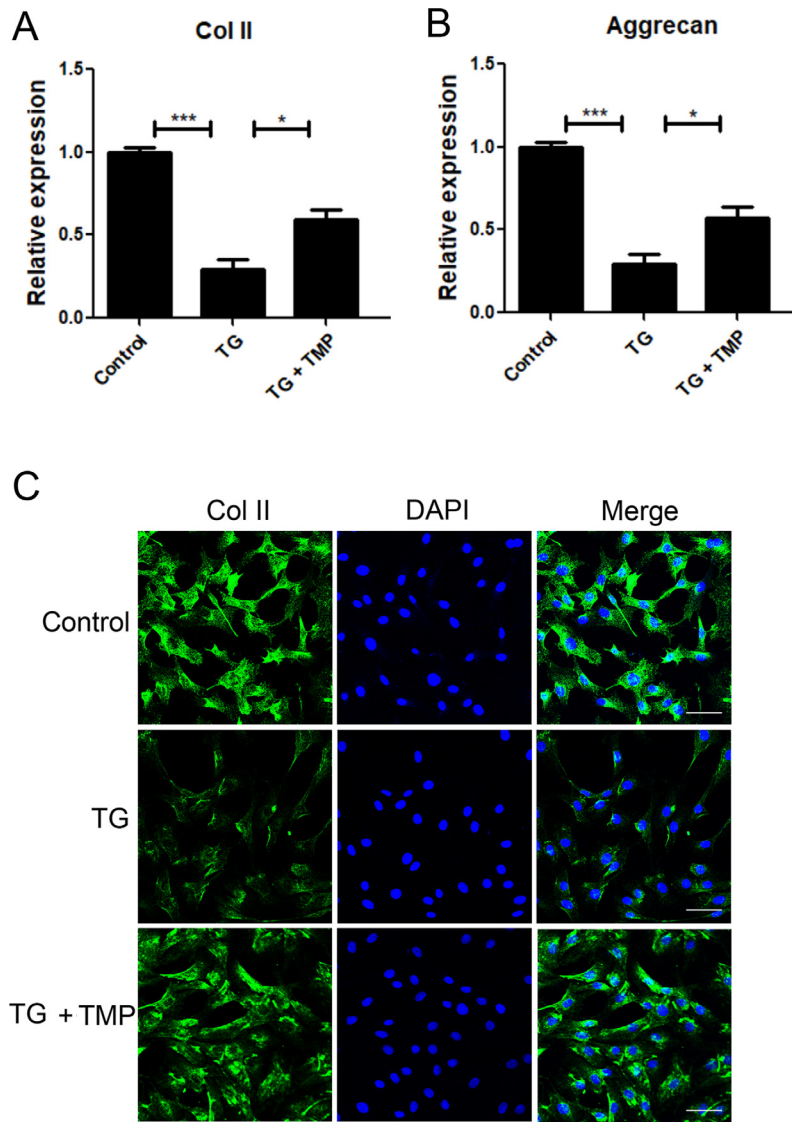 A
Col II
Relative expression
1.5
1.0
0.5
0.0
***
*
Control
TG
TG + TMP
B
Aggrecan
Relative expression
1.5
1.0
0.5
0.0
***
*
Control
TG
TG + TMP
C
Col II DAPI Merge
Control
TG
TG + TMP